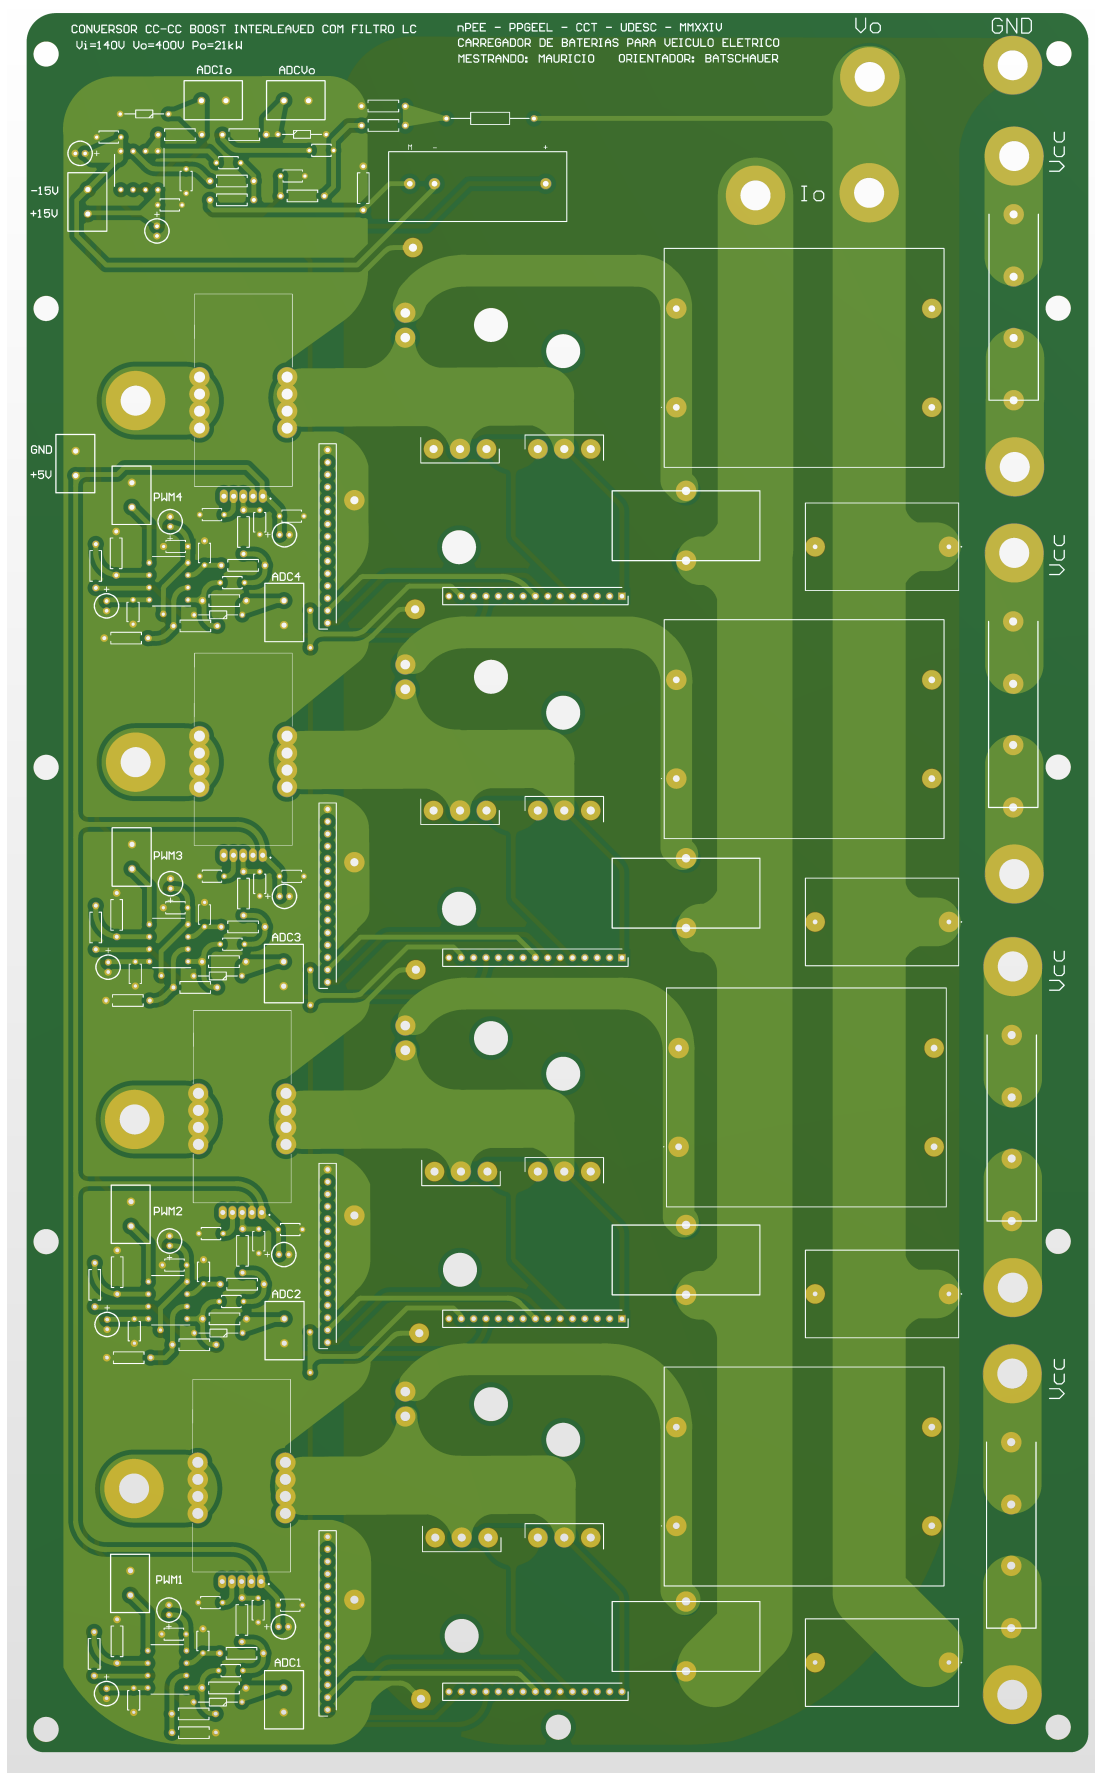 CONVERSOR CC-CC BOOST INTERLEAVED COM FILTRO LC
Vi=140V Vo=400V Po=21kW
nPEE - PPGEEL - CCT - UDESC - MMXXIV
CARREGADOR DE BATERIAS PARA VEICULO ELETRICO
MESTRANDO: MAURICIO ORIENTADOR: BATSCHAUER
Vo
GND
ADCIo
ADCVo
M - +
Vcc
-15V
+15V
+
+
Io
GND
+5V
PWM4
+
+
ADC4
+
Vcc
PWM3
+
+
ADC3
+
Vcc
PWM2
+
+
ADC2
+
Vcc
PWM1
+
+
ADC1
+